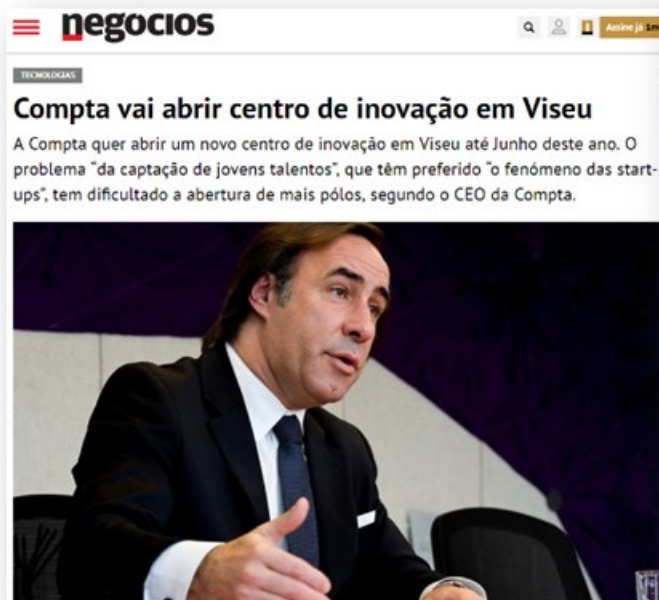 negócios
Assine já 1m
TECNOLOGIAS
Compta vai abrir centro de inovação em Viseu
A Compta quer abrir um novo centro de inovação em Viseu até Junho deste ano. O
problema “da captação de jovens talentos”, que têm preferido “o fenómeno das start-
ups”, tem dificultado a abertura de mais pólos, segundo o CEO da Compta.